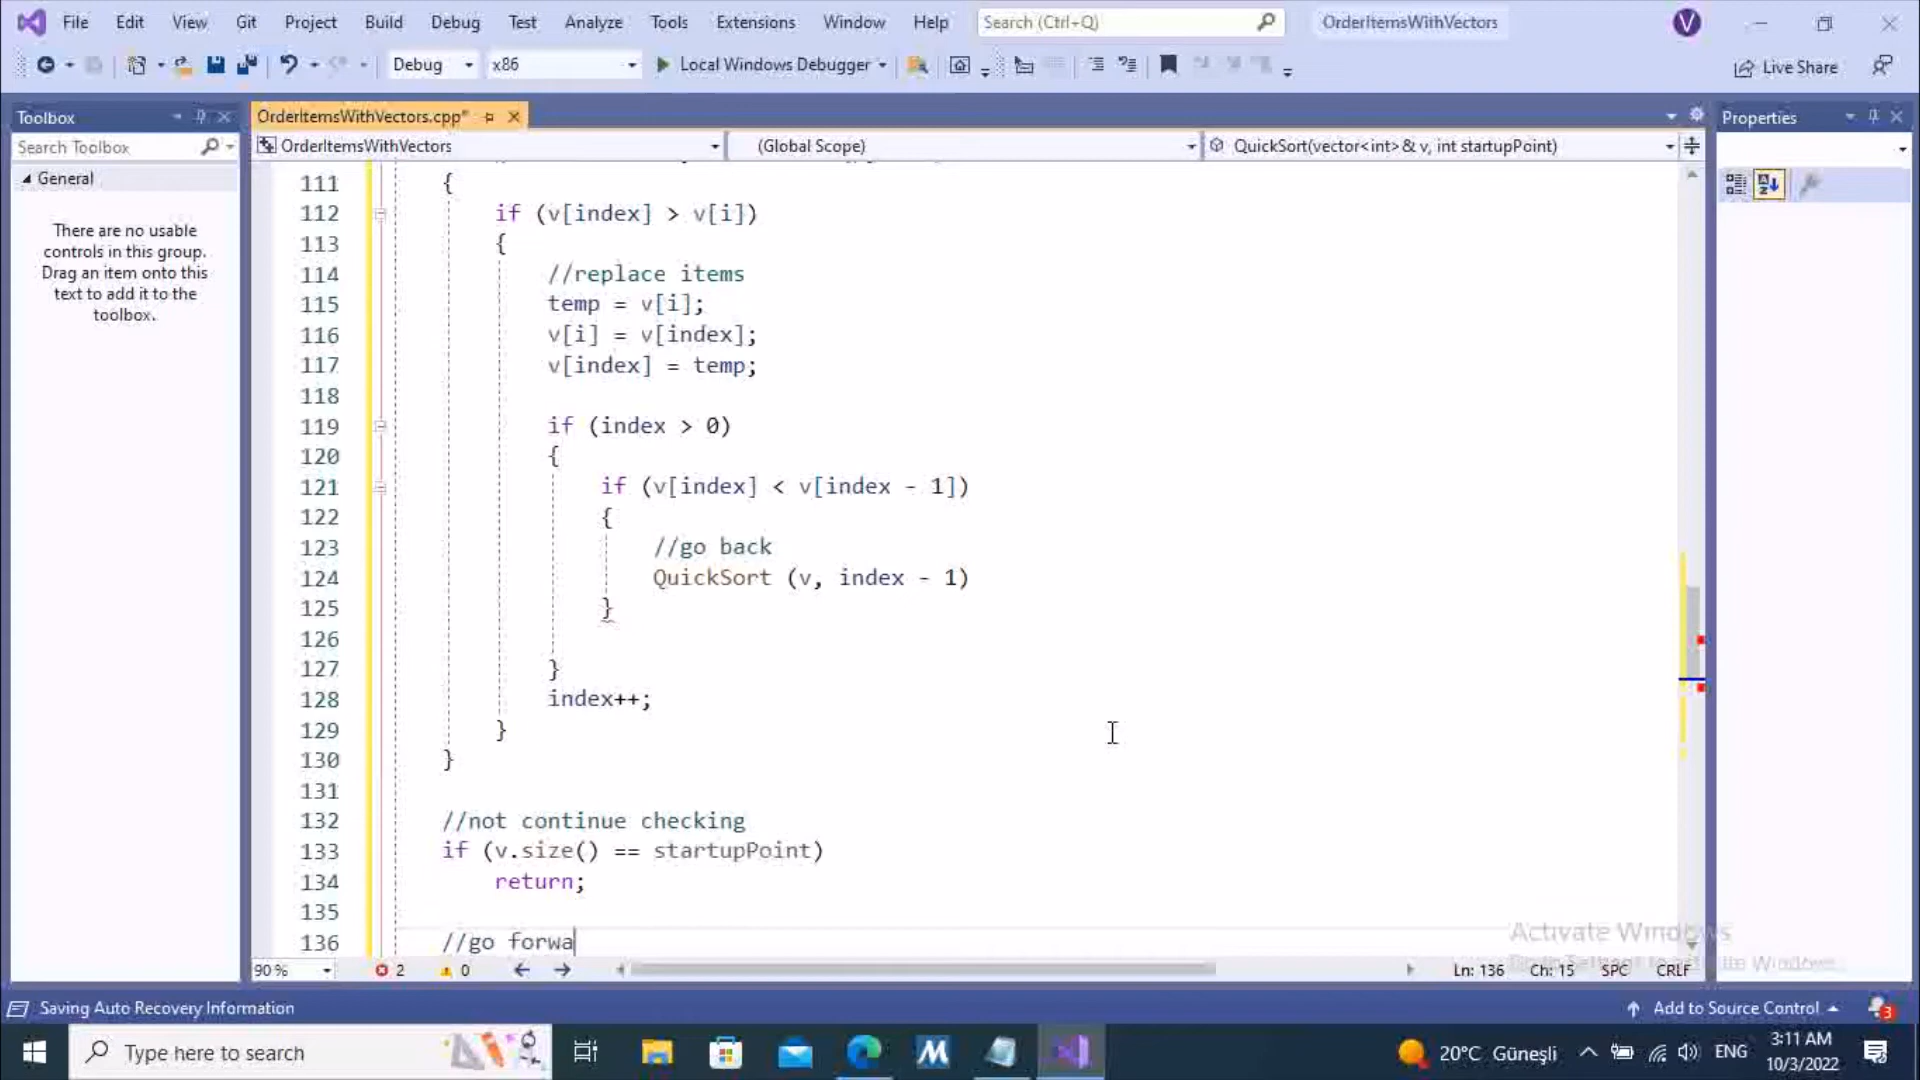 File Edit View Git Project Build Debug Test Analyze Tools Extensions Window Help Search (Ctrl+Q) OrderItemsWithVectors V
Debug x86 Local Windows Debugger Live Share
Toolbox
Search Toolbox
General
There are no usable
controls in this group.
Drag an item onto this
text to add it to the
toolbox.
OrderItemsWithVectors.cpp*
OrderItemsWithVectors (Global Scope) QuickSort(vector<int>& v, int startupPoint)
Properties
111 {
112 if (v[index] > v[i])
113 {
114 //replace items
115 temp = v[i];
116 v[i] = v[index];
117 v[index] = temp;
118
119 if (index > 0)
120 {
121 if (v[index] < v[index - 1])
122 {
123 //go back
124 QuickSort (v, index - 1)
125 }
126
127 }
128 index++;
129 }
130 }
131
132 //not continue checking
133 if (v.size() == startupPoint)
134 return;
135
136 //go forwa
Activate Windows
90 % 2 0 Ln: 136 Ch: 15 SPC CRLF
Saving Auto Recovery Information Add to Source Control 3
Type here to search 20°C Güneşli ENG 3:11 AM
10/3/2022